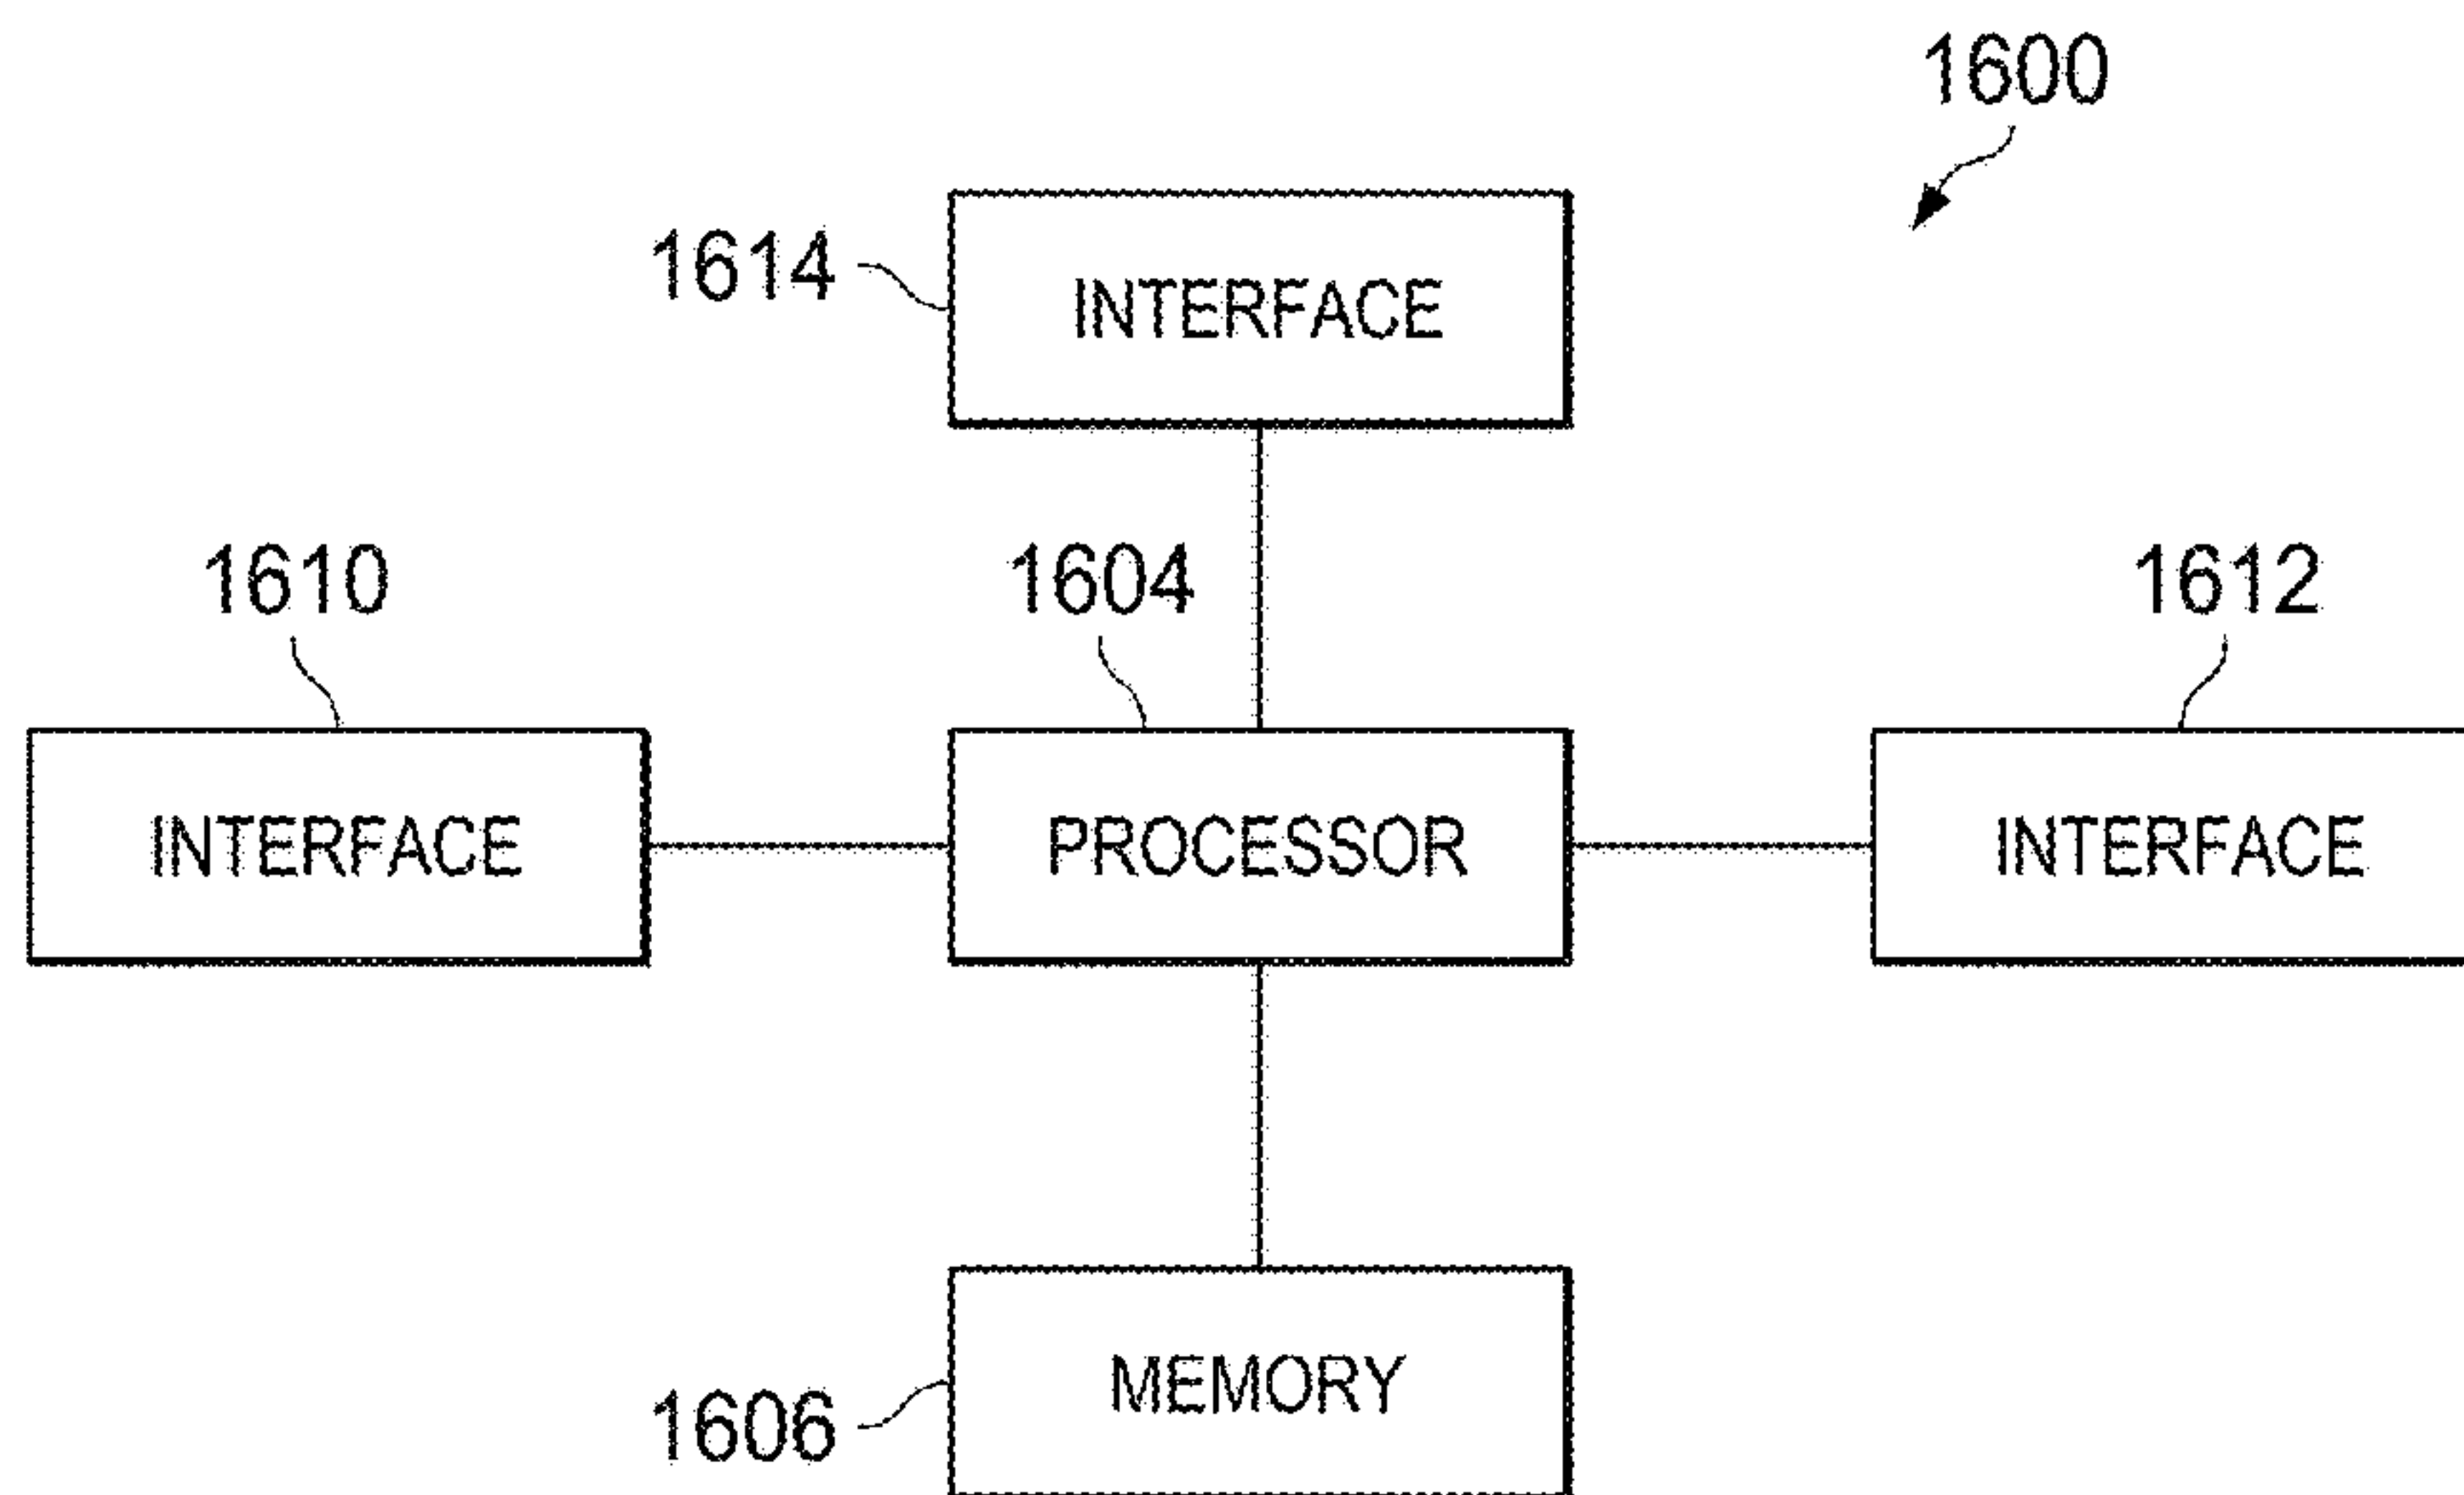 1600
1614
INTERFACE
1610
1604
1612
INTERFACE
PROCESSOR
INTERFACE
MEMORY
1606